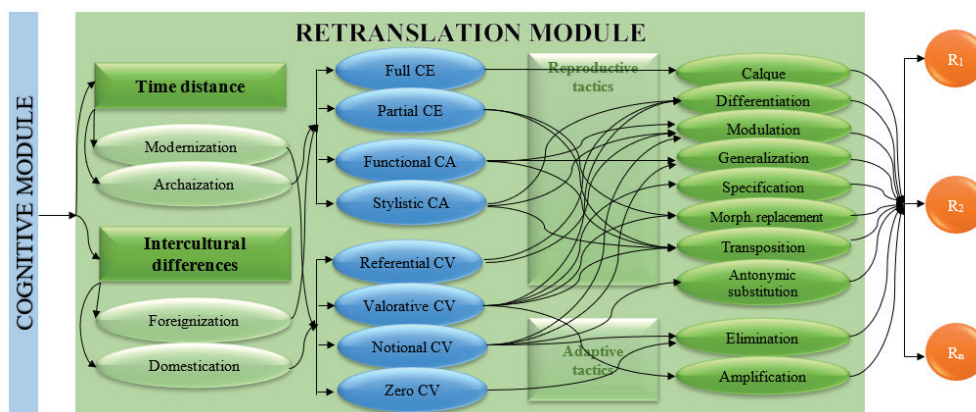 COGNITIVE MODULE
RETRANSLATION MODULE
Time distance
Modernization
Archaization
Intercultural
differences
Foreignization
Domestication
Full CE
Partial CE
Functional CA
Stylistic CA
Referential CV
Valorative CV
Notional CV
Zero CV
Reproductive
tactics
Adaptive
tactics
Calque
Differentiation
Modulation
Generalization
Specification
Morph. replacement
Transposition
Antonymic
substitution
Elimination
Amplification
R1
R2
Rn